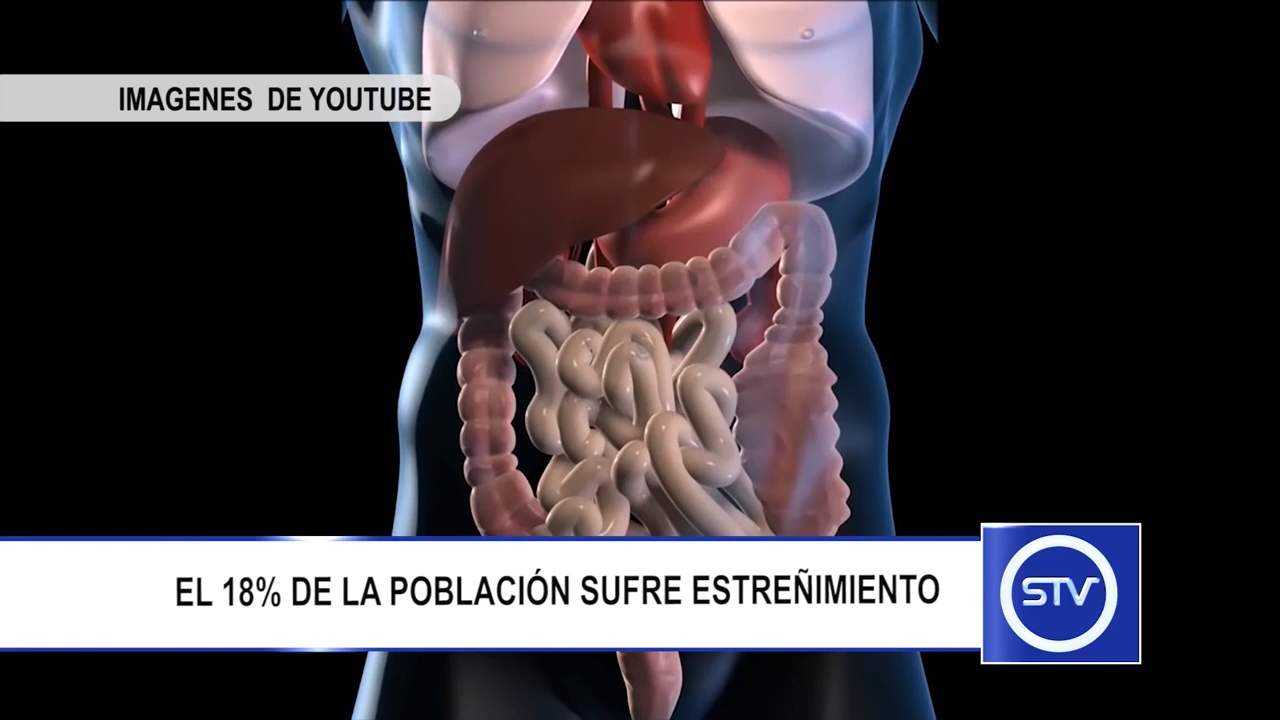 IMAGENES DE YOUTUBE
EL 18% DE LA POBLACIÓN SUFRE ESTREÑIMIENTO
STV